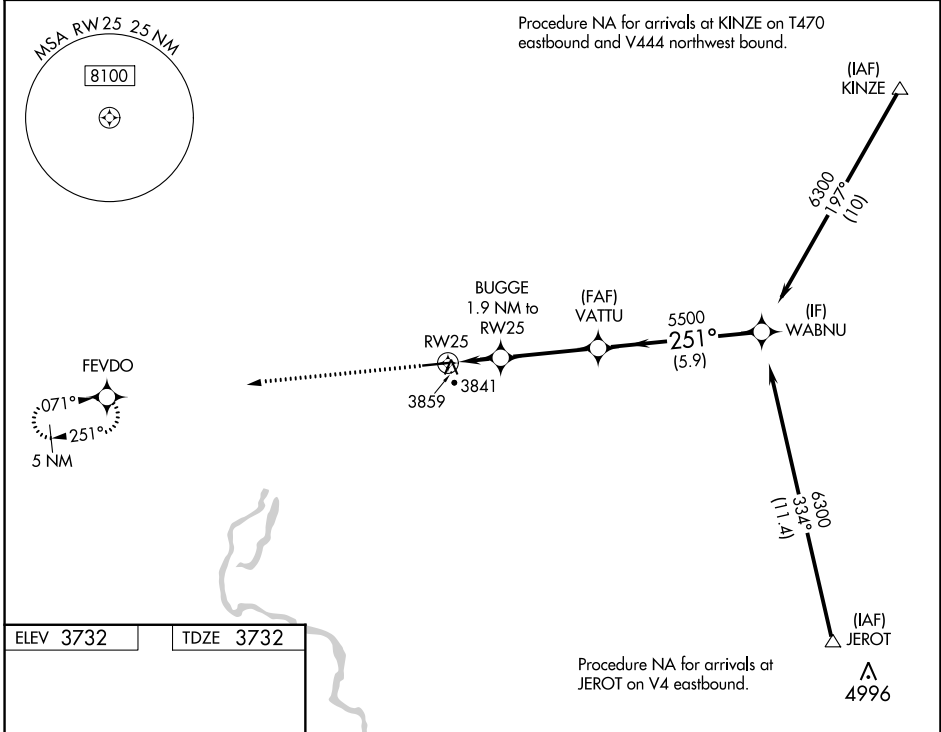 MSA RW25 25 NM
8100
Procedure NA for arrivals at KINZE on T470
eastbound and V444 northwest bound.
(IAF)
KINZE
6300
197°
(10)
BUGGE
1.9 NM to
RW25
(FAF)
VATTU
5500
251°
(5.9)
(IF)
WABNU
RW25
3841
3859
FEVDO
071°
251°
5 NM
6300
334°
(11.4)
(IAF)
JEROT
4996
Procedure NA for arrivals at
JEROT on V4 eastbound.
ELEV 3732
TDZE 3732